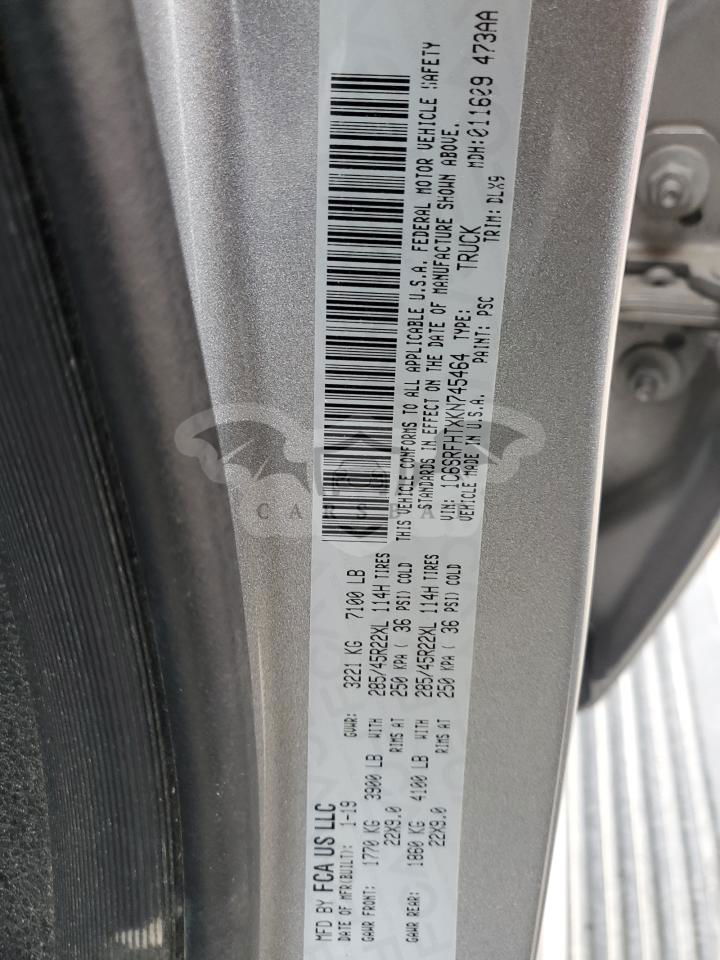 MFD BY FCA US LLC
DATE OF MFR(BUILT): 1-19 GVWR: 3221 KG 7100 LB
GAWR FRONT: 1770 KG 3900 LB WITH 285/45R22XL 114H TIRES
22X9.0 RIMS AT 250 KPA ( 36 PSI) COLD
GAWR REAR: 1860 KG 4100 LB WITH 285/45R22XL 114H TIRES
22X9.0 RIMS AT 250 KPA ( 36 PSI) COLD
THIS VEHICLE CONFORMS TO ALL APPLICABLE U.S.A. FEDERAL MOTOR VEHICLE SAFETY
STANDARDS IN EFFECT ON THE DATE OF MANUFACTURE SHOWN ABOVE.
VIN: 1C6SRFHTXKN745464 TYPE: TRUCK MDH:011609 473AA
VEHICLE MADE IN U.S.A. PAINT: PSC TRIM: DLX9